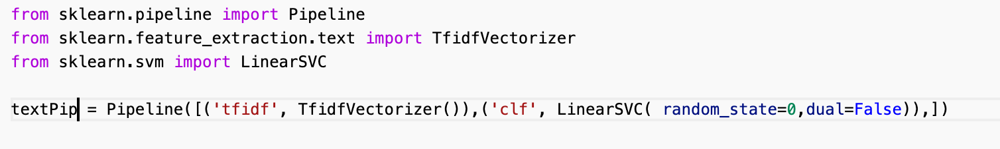 from sklearn.pipeline import Pipeline
from sklearn.feature_extraction.text import TfidfVectorizer
from sklearn.svm import LinearSVC
textPip = Pipeline([('tfidf', TfidfVectorizer()),('clf', LinearSVC( random_state=0,dual=False)),])